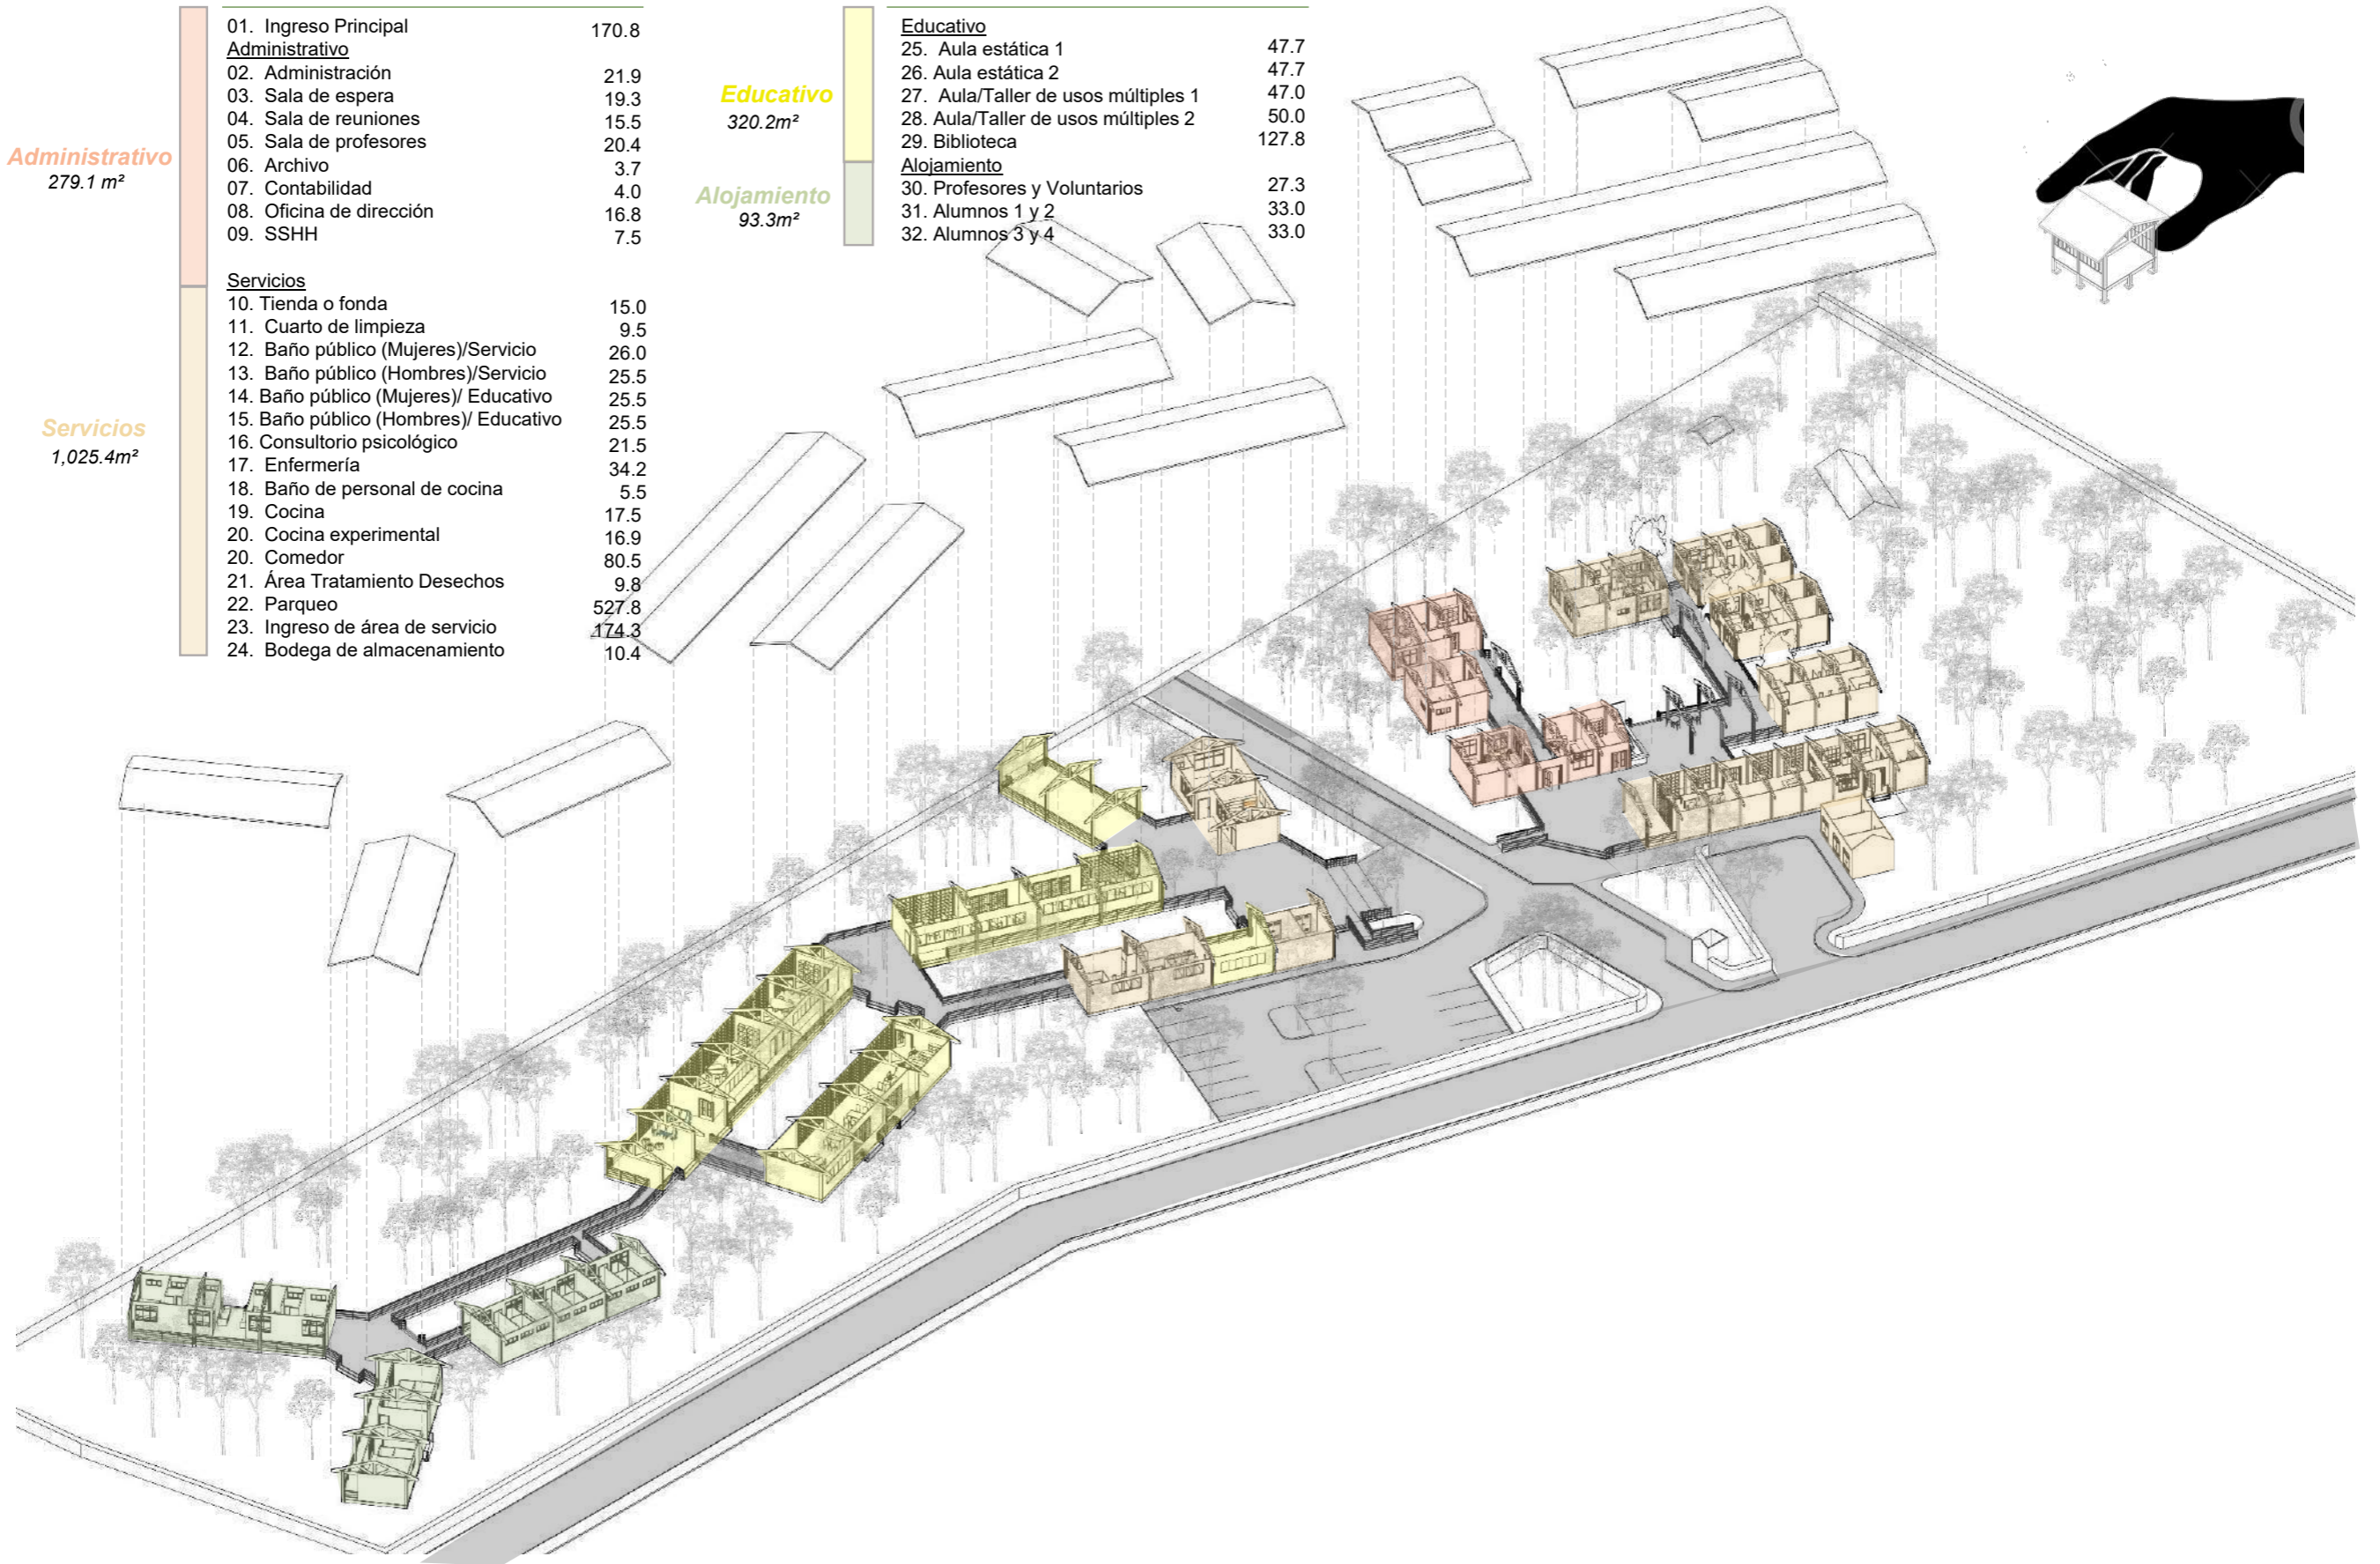 Administrativo
279.1 m²
Servicios
1,025.4m²
01. Ingreso Principal 170.8
Administrativo
02. Administración 21.9
03. Sala de espera 19.3
04. Sala de reuniones 15.5
05. Sala de profesores 20.4
06. Archivo 3.7
07. Contabilidad 4.0
08. Oficina de dirección 16.8
09. SSHH 7.5
Servicios
10. Tienda o fonda 15.0
11. Cuarto de limpieza 9.5
12. Baño público (Mujeres)/Servicio 26.0
13. Baño público (Hombres)/Servicio 25.5
14. Baño público (Mujeres)/ Educativo 25.5
15. Baño público (Hombres)/ Educativo 25.5
16. Consultorio psicológico 21.5
17. Enfermería 34.2
18. Baño de personal de cocina 5.5
19. Cocina 17.5
20. Cocina experimental 16.9
20. Comedor 80.5
21. Área Tratamiento Desechos 9.8
22. Parqueo 527.8
23. Ingreso de área de servicio 174.3
24. Bodega de almacenamiento 10.4
Educativo
320.2m²
Alojamiento
93.3m²
Educativo
25. Aula estática 1 47.7
26. Aula estática 2 47.7
27. Aula/Taller de usos múltiples 1 47.0
28. Aula/Taller de usos múltiples 2 50.0
29. Biblioteca 127.8
Alojamiento
30. Profesores y Voluntarios 27.3
31. Alumnos 1 y 2 33.0
32. Alumnos 3 y 4 33.0